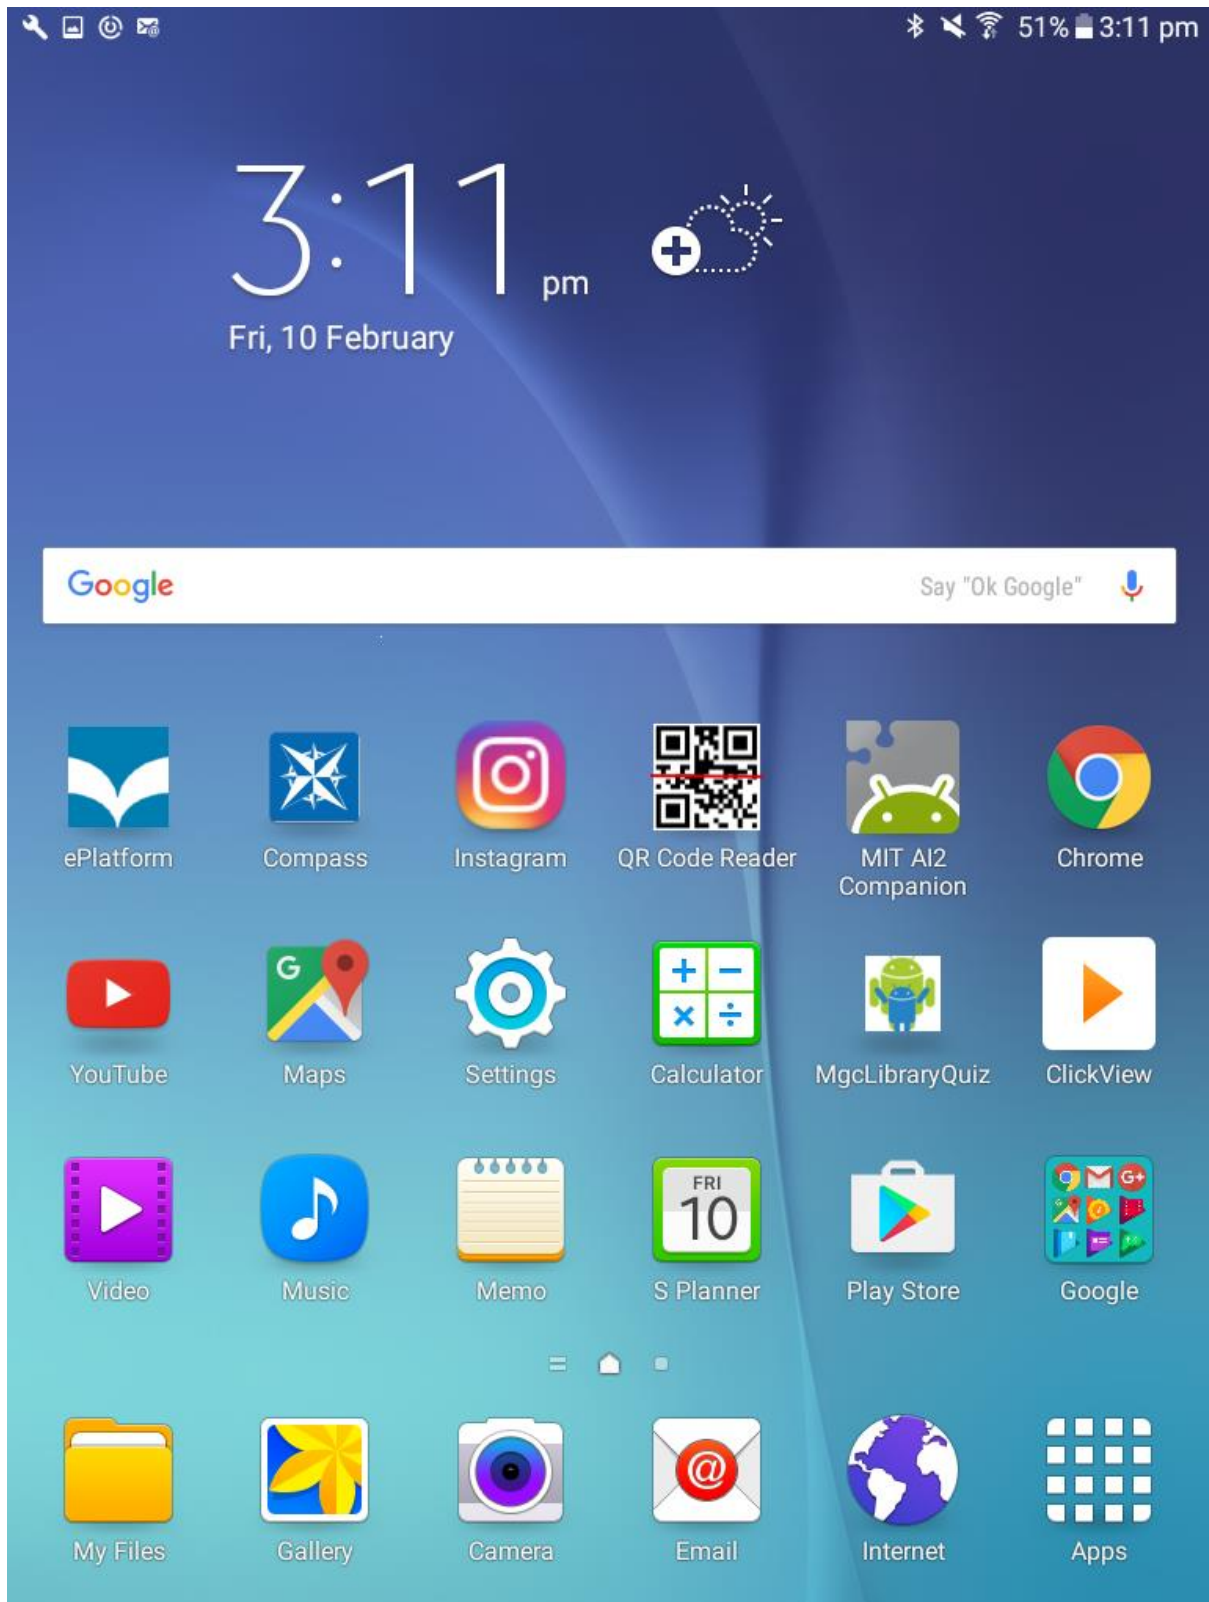 51% 3:11 pm
3:11 pm
Fri, 10 February
Google Say "Ok Google"
ePlatform Compass Instagram QR Code Reader MIT AI2 Companion Chrome
G
YouTube Maps Settings Calculator MgcLibraryQuiz ClickView
FRI
10
G+
Video Music Memo S Planner Play Store Google
@
My Files Gallery Camera Email Internet Apps